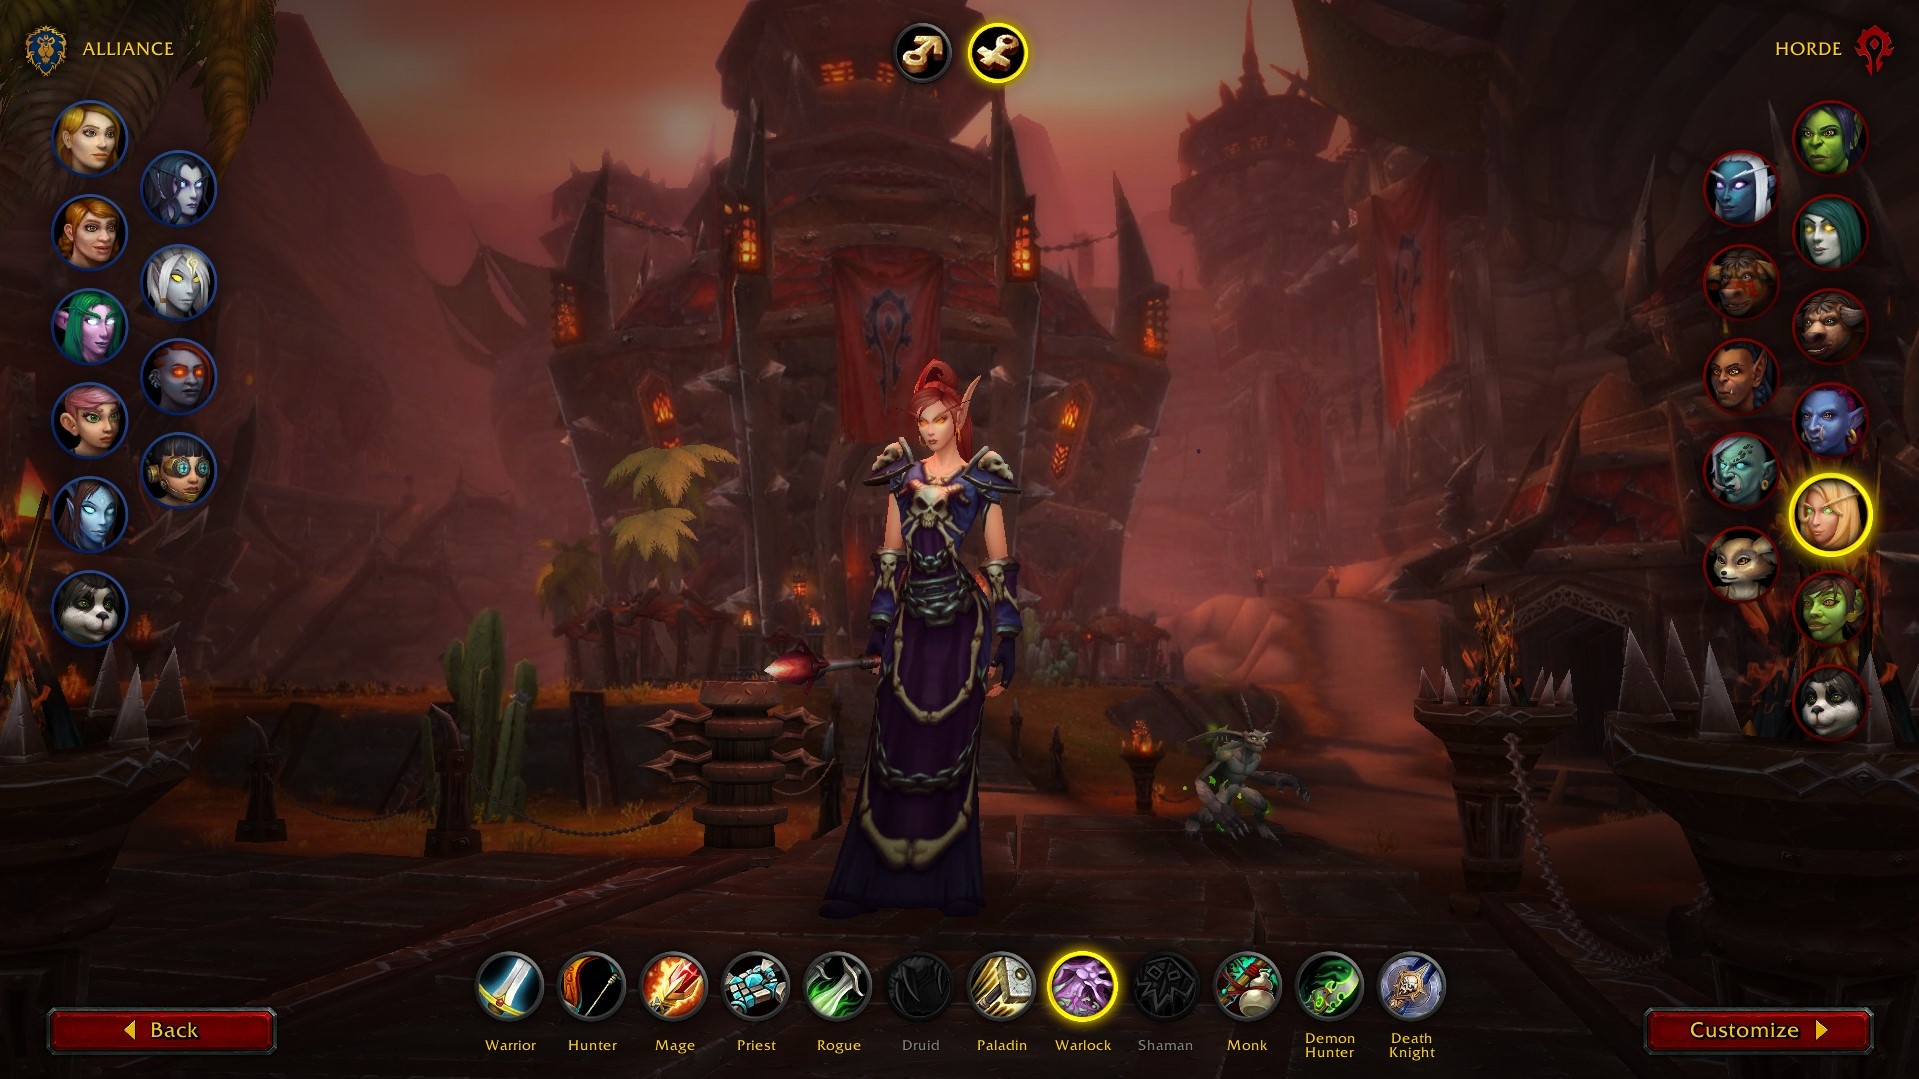 ALLIANCE
HORDE
Warrior
Hunter
Mage
Priest
Rogue
Druid
Paladin
Warlock
Shaman
Monk
Demon
Hunter
Death
Knight
Back
Customize